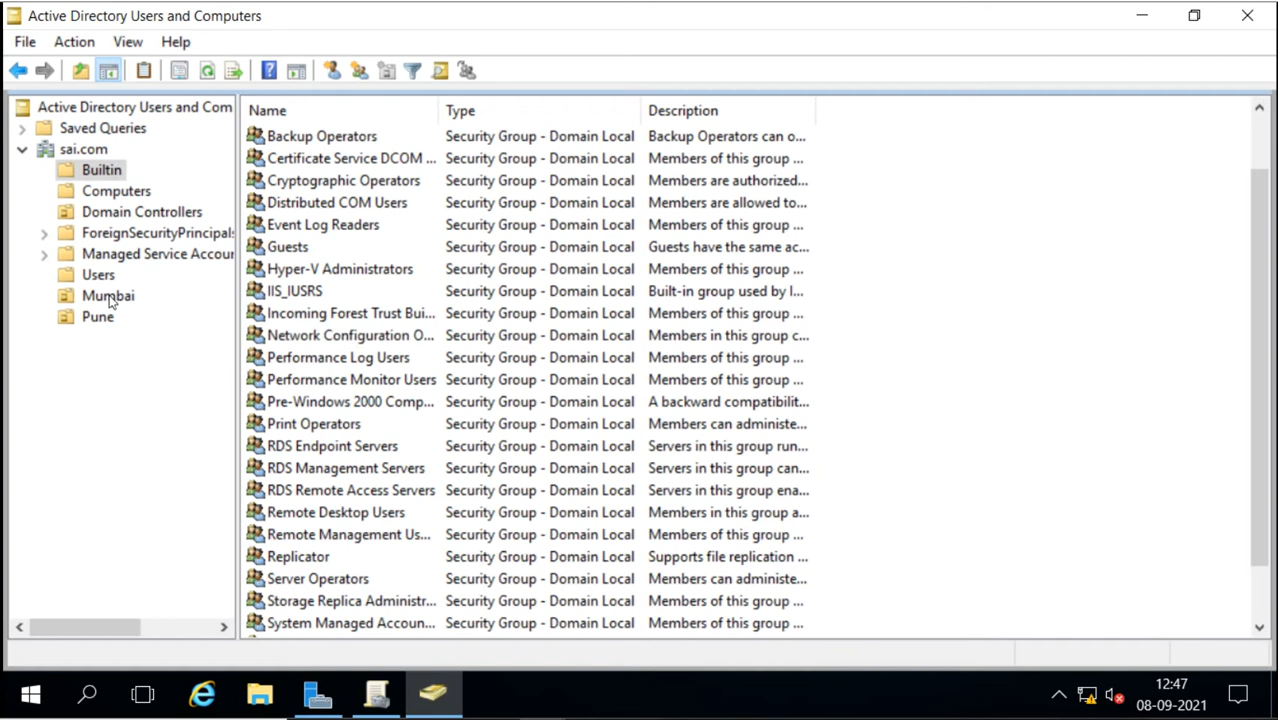 Active Directory Users and Computers
File Action View Help
Active Directory Users and Com
Saved Queries
sai.com
Builtin
Computers
Domain Controllers
ForeignSecurityPrincipals
Managed Service Accour
Users
Mumbai
Pune
Name Type Description
Backup Operators Security Group - Domain Local Backup Operators can o...
Certificate Service DCOM ... Security Group - Domain Local Members of this group ...
Cryptographic Operators Security Group - Domain Local Members are authorized...
Distributed COM Users Security Group - Domain Local Members are allowed to...
Event Log Readers Security Group - Domain Local Members of this group ...
Guests Security Group - Domain Local Guests have the same ac...
Hyper-V Administrators Security Group - Domain Local Members of this group ...
IIS_IUSRS Security Group - Domain Local Built-in group used by I...
Incoming Forest Trust Bui... Security Group - Domain Local Members of this group ...
Network Configuration O... Security Group - Domain Local Members in this group c...
Performance Log Users Security Group - Domain Local Members of this group ...
Performance Monitor Users Security Group - Domain Local Members of this group ...
Pre-Windows 2000 Comp... Security Group - Domain Local A backward compatibilit...
Print Operators Security Group - Domain Local Members can administe...
RDS Endpoint Servers Security Group - Domain Local Servers in this group run...
RDS Management Servers Security Group - Domain Local Servers in this group can...
RDS Remote Access Servers Security Group - Domain Local Servers in this group ena...
Remote Desktop Users Security Group - Domain Local Members in this group a...
Remote Management Us... Security Group - Domain Local Members of this group ...
Replicator Security Group - Domain Local Supports file replication ...
Server Operators Security Group - Domain Local Members can administe...
Storage Replica Administr... Security Group - Domain Local Members of this group ...
System Managed Accoun... Security Group - Domain Local Members of this group ...
12:47
08-09-2021